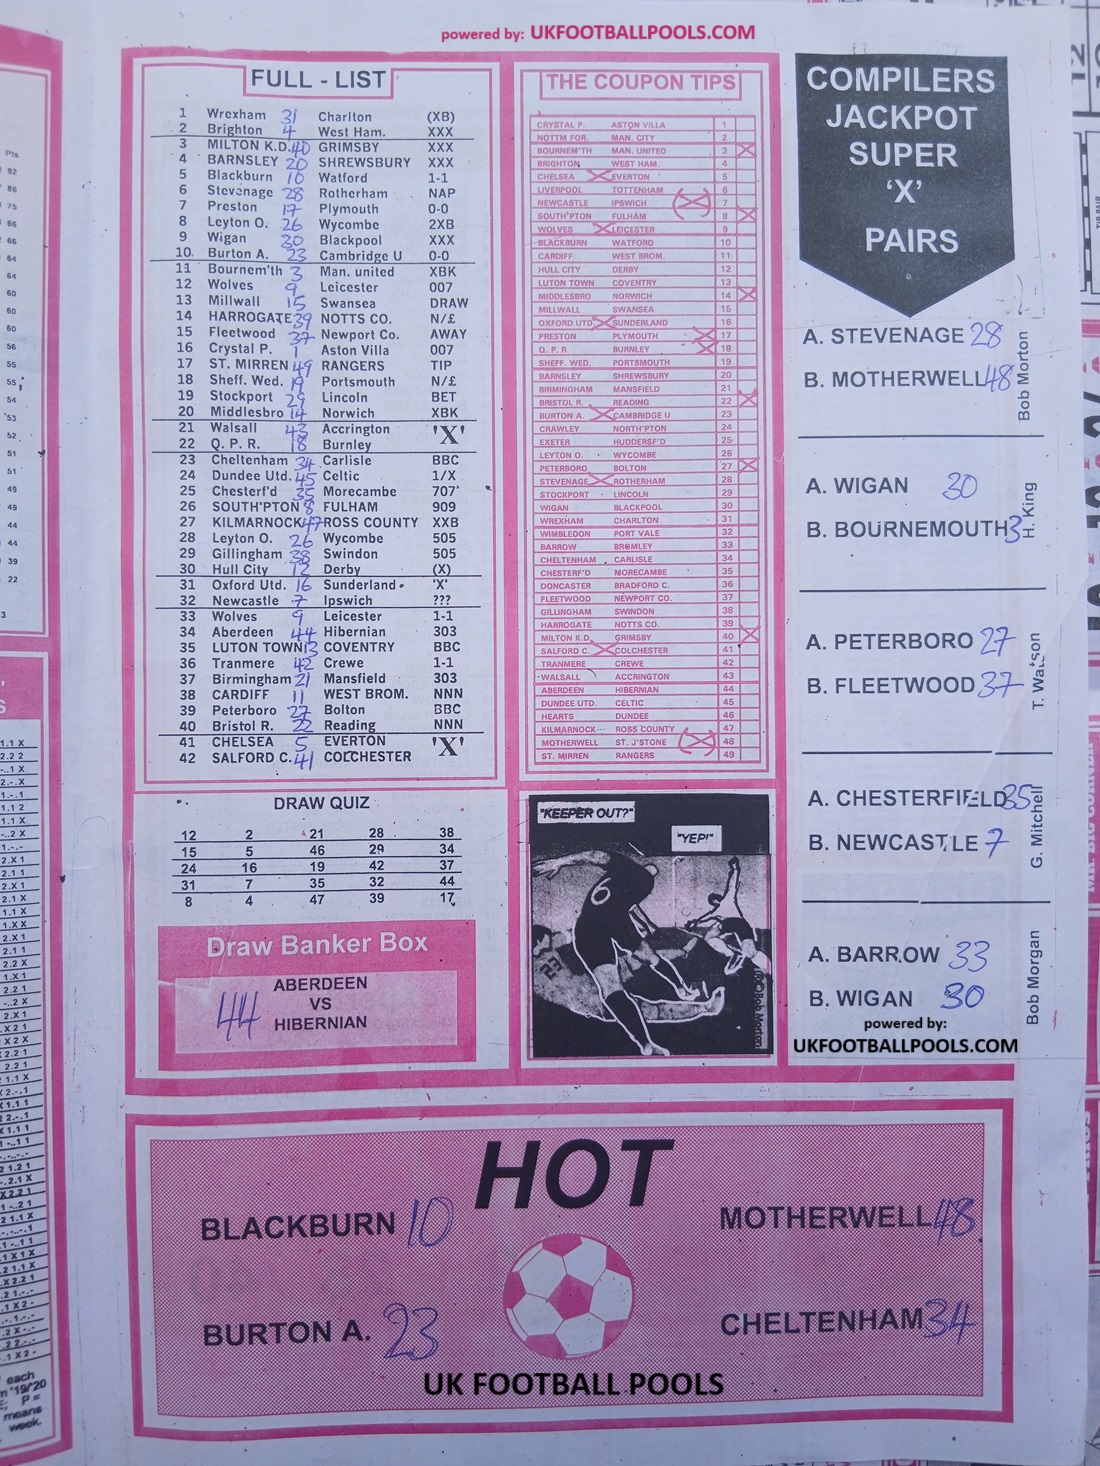 powered by: UKFOOTBALLPOOLS.COM
FULL - LIST
1 Wrexham 31 Charlton (XB)
2 Brighton 4 West Ham. XXX
3 MILTON K.D. 40 GRIMSBY XXX
4 BARNSLEY 20 SHREWSBURY XXX
5 Blackburn 10 Watford 1-1
6 Stevenage 28 Rotherham NAP
7 Preston 17 Plymouth 0-0
8 Leyton O. 26 Wycombe 2XB
9 Wigan 30 Blackpool XXX
10. Burton A. 23 Cambridge U 0-0
11 Bournem'th 3 Man. united XBK
12 Wolves 9 Leicester 007
13 Millwall 15 Swansea DRAW
14 HARROGATE 39 NOTTS CO. N/£
15 Fleetwood 37 Newport Co. AWAY
16 Crystal P. 1 Aston Villa 007
17 ST. MIRREN 49 RANGERS TIP
18 Sheff. Wed. 19 Portsmouth N/£
19 Stockport 29 Lincoln BET
20 Middlesbro 14 Norwich XBK
21 Walsall 43 Accrington 'X'
22 Q. P. R. 18 Burnley
23 Cheltenham 34 Carlisle BBC
24 Dundee Utd. 45 Celtic 1/X
25 Chesterf'd 35 Morecambe 707'
26 SOUTH'PTON 8 FULHAM 909
27 KILMARNOCK 47 ROSS COUNTY XXB
28 Leyton O. 26 Wycombe 505
29 Gillingham 38 Swindon 505
30 Hull City 12 Derby (X)
31 Oxford Utd. 16 Sunderland 'X'
32 Newcastle 7 Ipswich ???
33 Wolves 9 Leicester 1-1
34 Aberdeen 44 Hibernian 303
35 LUTON TOWN 13 COVENTRY BBC
36 Tranmere 42 Crewe 1-1
37 Birmingham 21 Mansfield 303
38 CARDIFF 11 WEST BROM. NNN
39 Peterboro 27 Bolton BBC
40 Bristol R. 22 Reading NNN
41 CHELSEA 5 EVERTON 'X'
42 SALFORD C. 41 COLCHESTER
DRAW QUIZ
12 2 21 28 38
15 5 46 29 34
24 16 19 42 37
31 7 35 32 44
8 4 47 39 17
Draw Banker Box
ABERDEEN
44 VS
HIBERNIAN
THE COUPON TIPS
CRYSTAL P. ASTON VILLA 1
NOTTM FOR. MAN. CITY 2
BOURNEM'TH MAN. UNITED 3 X
BRIGHTON WEST HAM. 4
CHELSEA X EVERTON 5
LIVERPOOL TOTTENHAM 6
NEWCASTLE IPSWICH (X) 7
SOUTH'PTON FULHAM 8 X
WOLVES X LEICESTER 9
BLACKBURN WATFORD 10
CARDIFF WEST BROM. 11
HULL CITY DERBY 12
LUTON TOWN COVENTRY 13
MIDDLESBRO NORWICH 14 X
MILLWALL SWANSEA 15
OXFORD UTD X SUNDERLAND 16
PRESTON PLYMOUTH X 17
Q. P. R. BURNLEY X 18
SHEFF. WED. PORTSMOUTH 19
BARNSLEY SHREWSBURY 20
BIRMINGHAM MANSFIELD 21
BRISTOL R. READING 22 X
BURTON A. X CAMBRIDGE U 23
CRAWLEY NORTH'PTON 24
EXETER HUDDERSF'D 25
LEYTON O. WYCOMBE 26
PETERBORO BOLTON 27 X
STEVENAGE X ROTHERHAM 28
STOCKPORT LINCOLN 29
WIGAN BLACKPOOL 30
WREXHAM CHARLTON 31
WIMBLEDON PORT VALE 32
BARROW BROMLEY 33
CHELTENHAM CARLISLE 34
CHESTERF'D MORECAMBE 35
DONCASTER BRADFORD C. 36
FLEETWOOD NEWPORT CO. 37
GILLINGHAM SWINDON 38
HARROGATE NOTTS CO. 39
MILTON K.D. GRIMSBY 40 X
SALFORD C. X COLCHESTER 41
TRANMERE CREWE 42
WALSALL ACCRINGTON 43
ABERDEEN HIBERNIAN 44
DUNDEE UTD. CELTIC 45
HEARTS DUNDEE 46
KILMARNOCK ROSS COUNTY 47
MOTHERWELL ST. J'STONE (X) 48
ST. MIRREN RANGERS 49
"KEEPER OUT?"
"YEP!"
6
Bob Morton
COMPILERS
JACKPOT
SUPER
'X'
PAIRS
A. STEVENAGE 28
B. MOTHERWELL 48
Bob Morton
A. WIGAN 30
B. BOURNEMOUTH 3
H. King
A. PETERBORO 27
B. FLEETWOOD 37
T. Watson
A. CHESTERFIELD 35
B. NEWCASTLE 7
G. Mitchell
A. BARROW 33
B. WIGAN 30
Bob Morgan
powered by:
UKFOOTBALLPOOLS.COM
HOT
BLACKBURN 10
MOTHERWELL 48
BURTON A. 23
CHELTENHAM 34
UK FOOTBALL POOLS